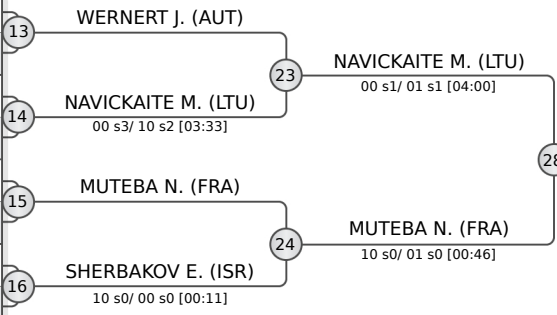 WERNERT J. (AUT)
13
NAVICKAITE M. (LTU)
23
00 s1/ 01 s1 [04:00]
NAVICKAITE M. (LTU)
14
00 s3/ 10 s2 [03:33]
28
MUTEBA N. (FRA)
15
MUTEBA N. (FRA)
24
10 s0/ 01 s0 [00:46]
SHERBAKOV E. (ISR)
16
10 s0/ 00 s0 [00:11]